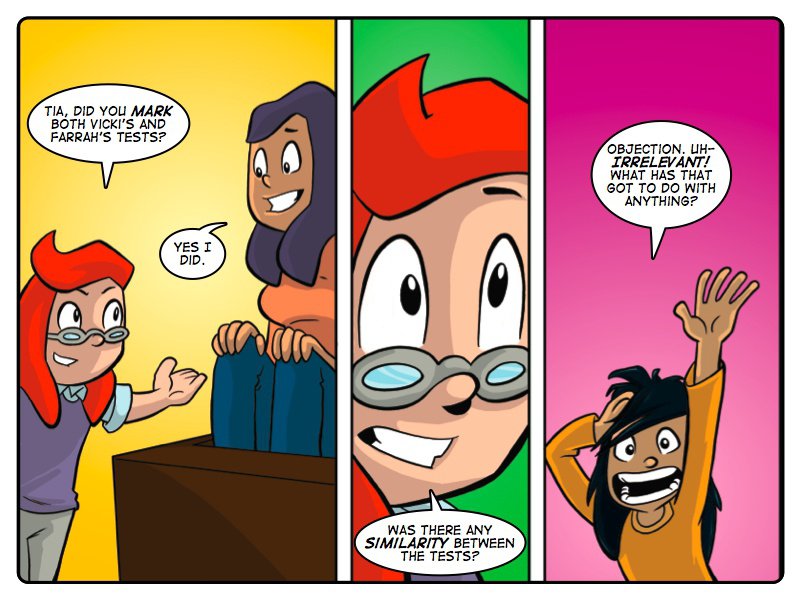 TIA, DID YOU MARK
BOTH VICKI'S AND
FARRAH'S TESTS?
YES I
DID.
WAS THERE ANY
SIMILARITY BETWEEN
THE TESTS?
OBJECTION. UH-
IRRELEVANT!
WHAT HAS THAT
GOT TO DO WITH
ANYTHING?